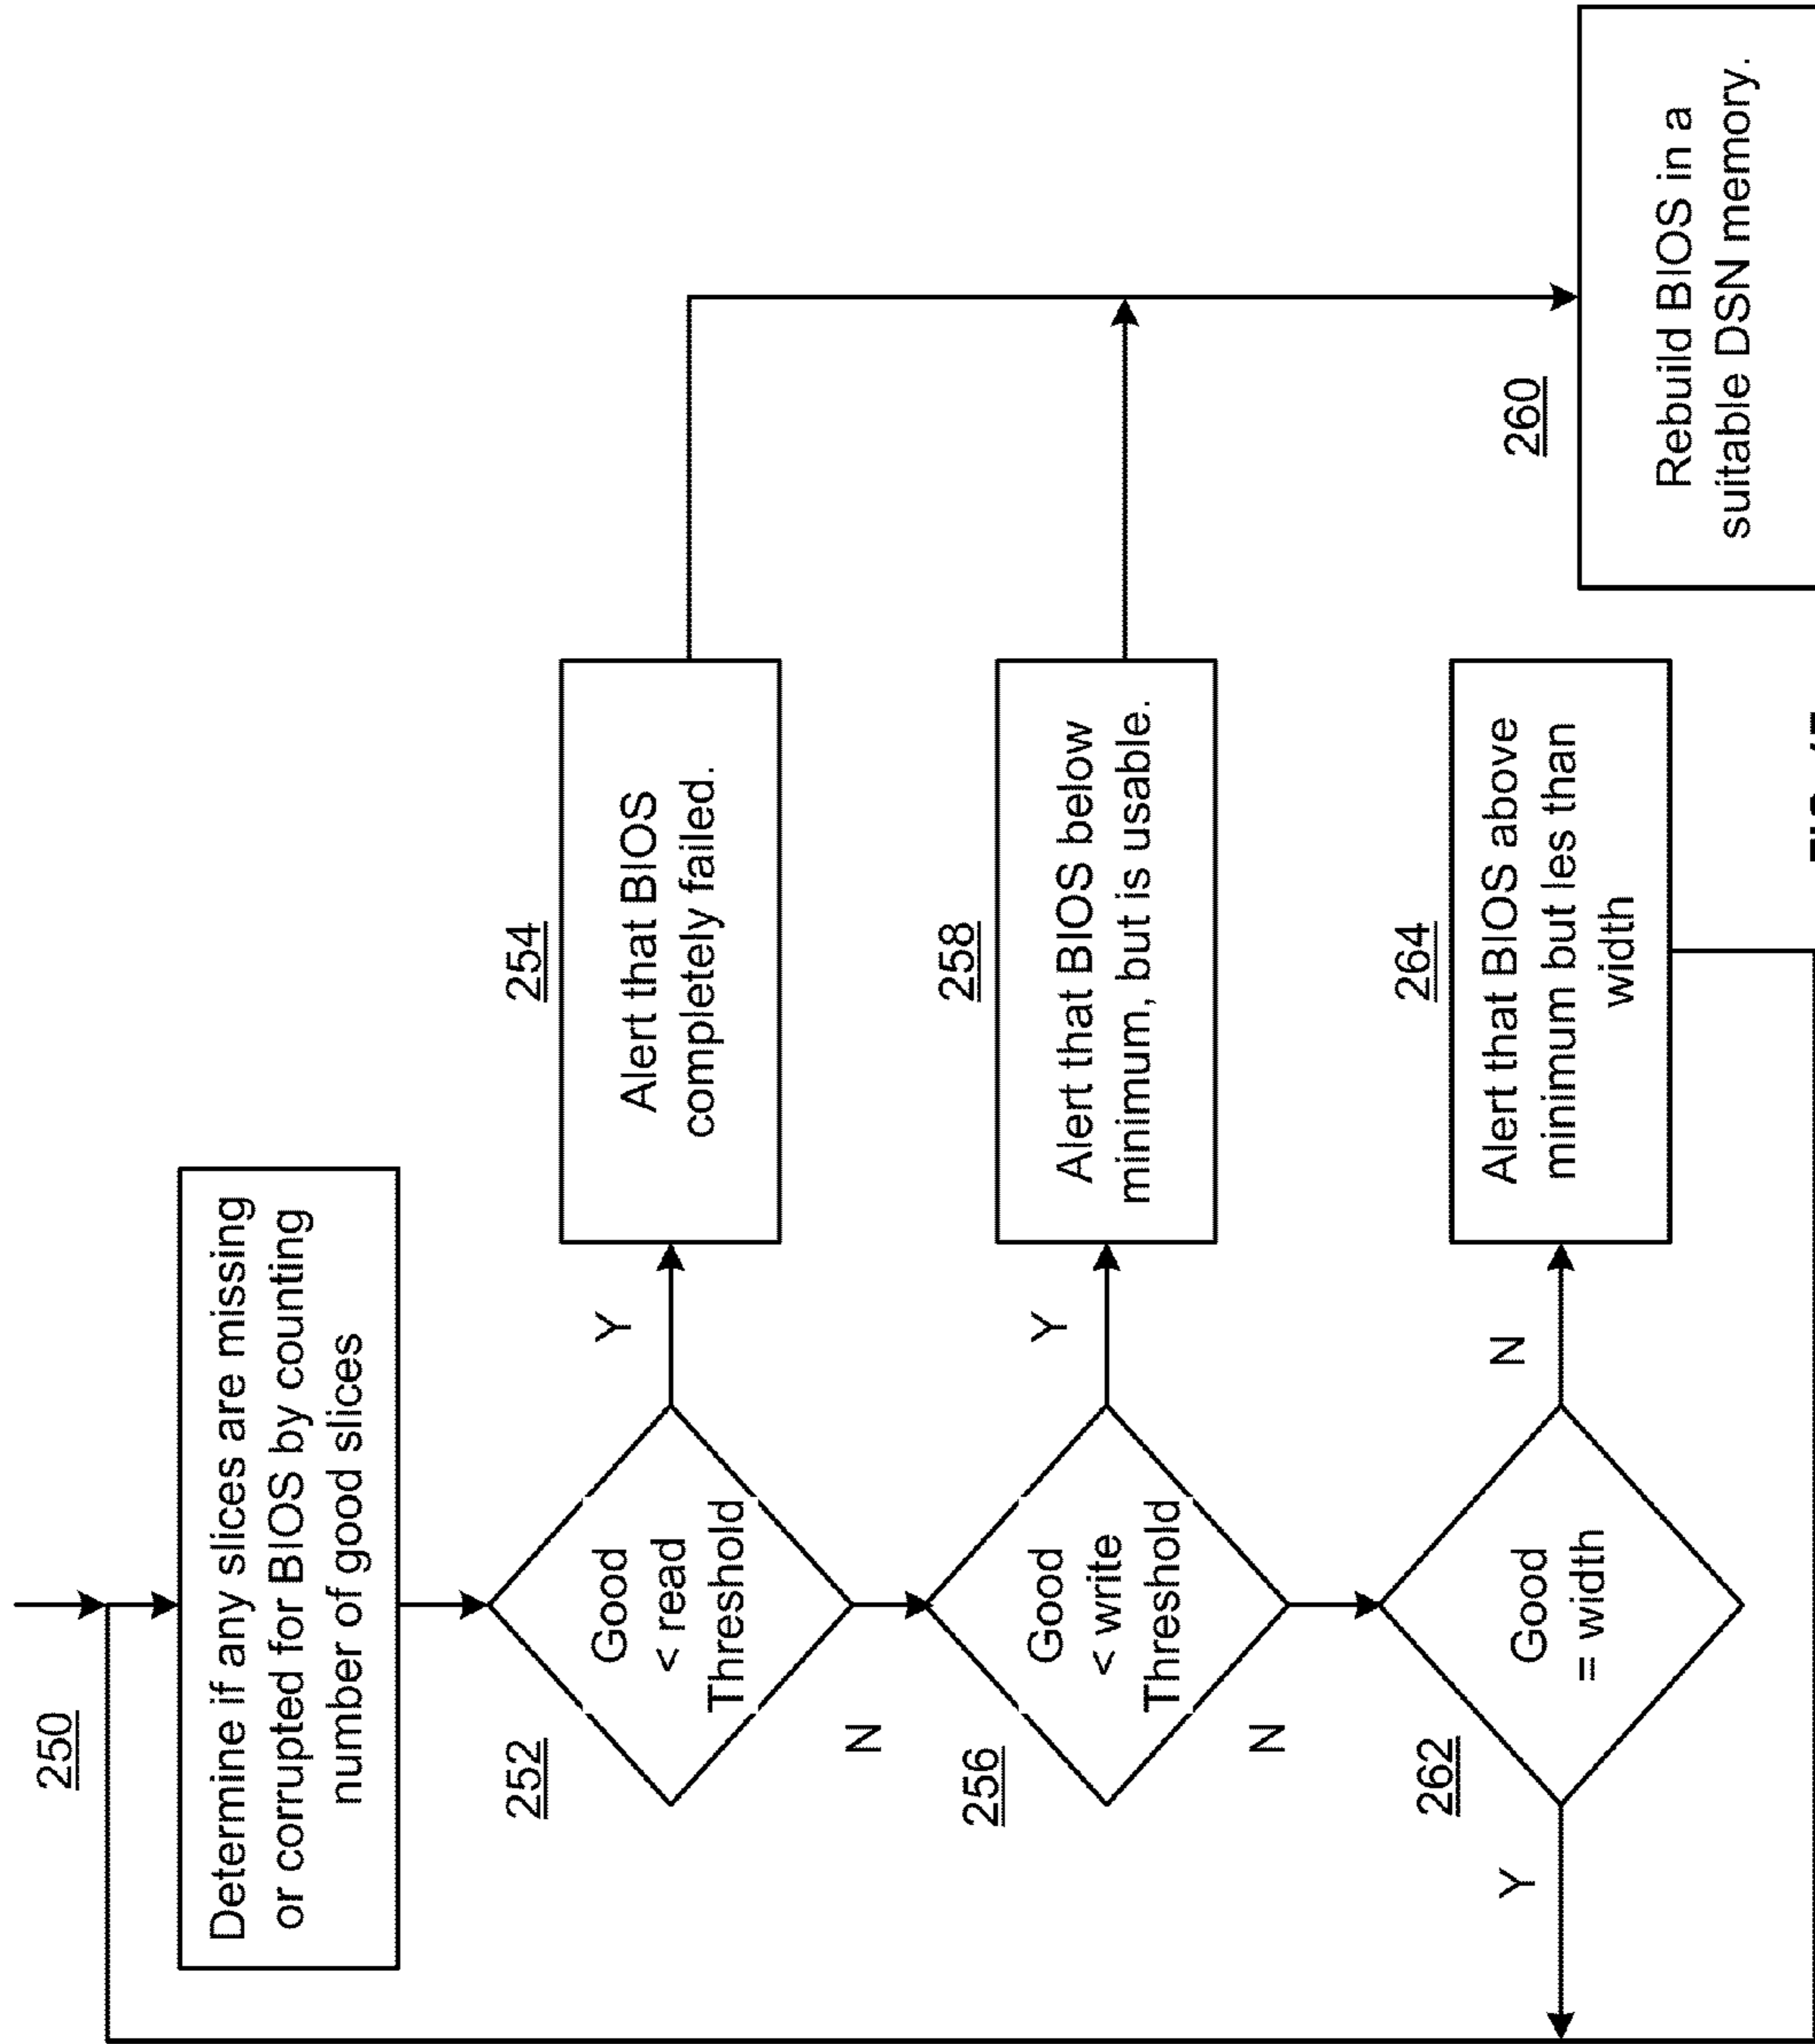 250
Determine if any slices are missing
or corrupted for BIOS by counting
number of good slices
252
Good
< read
Threshold
Y
N
254
Alert that BIOS
completely failed.
256
Good
< write
Threshold
Y
N
258
Alert that BIOS below
minimum, but is usable.
260
Rebuild BIOS in a
suitable DSN memory.
262
Good
= width
Y
N
264
Alert that BIOS above
minimum but les than
width